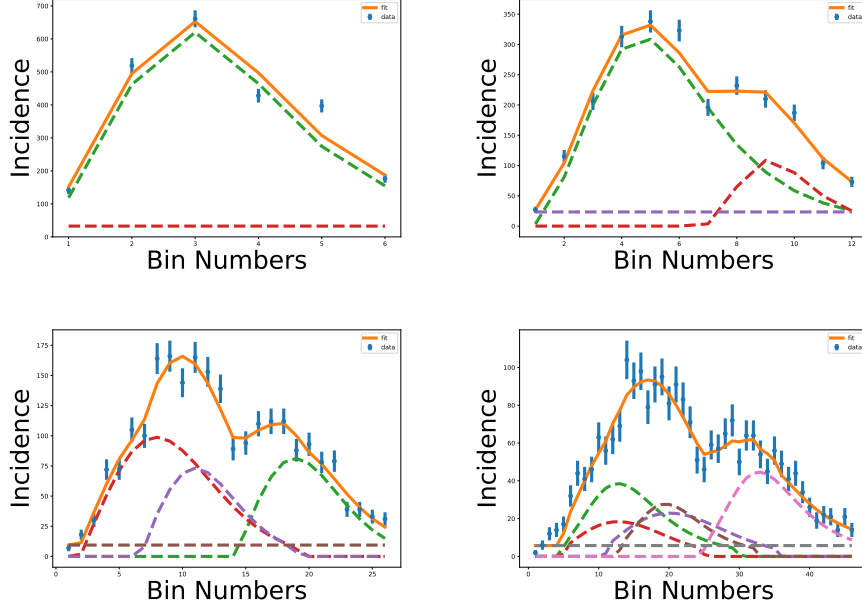 700
600
500
400
300
200
100
0
Incidence
1 2 3 4 5 6
Bin Numbers
fit
data
350
300
250
200
150
100
50
0
Incidence
2 4 6 8 10 12
Bin Numbers
fit
data
175
150
125
100
75
50
25
0
Incidence
0 5 10 15 20 25
Bin Numbers
fit
data
100
80
60
40
20
0
Incidence
0 10 20 30 40
Bin Numbers
fit
data